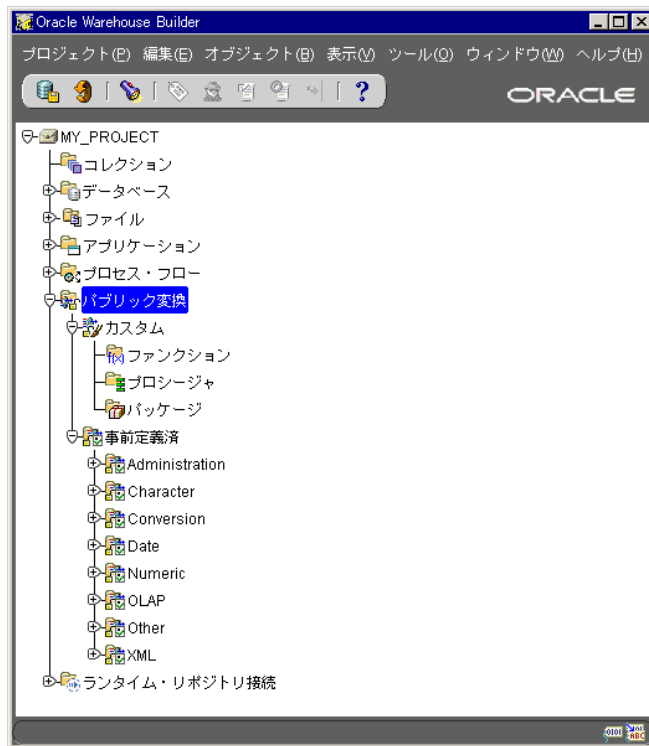 Oracle Warehouse Builder
プロジェクト(P) 編集(E) オブジェクト(B) 表示(V) ツール(O) ウィンドウ(W) ヘルプ(H)
ORACLE
MY_PROJECT
コレクション
データベース
ファイル
アプリケーション
プロセス・フロー
パブリック変換
カスタム
ファンクション
プロシージャ
パッケージ
事前定義済
Administration
Character
Conversion
Date
Numeric
OLAP
Other
XML
ランタイム・リポジトリ接続